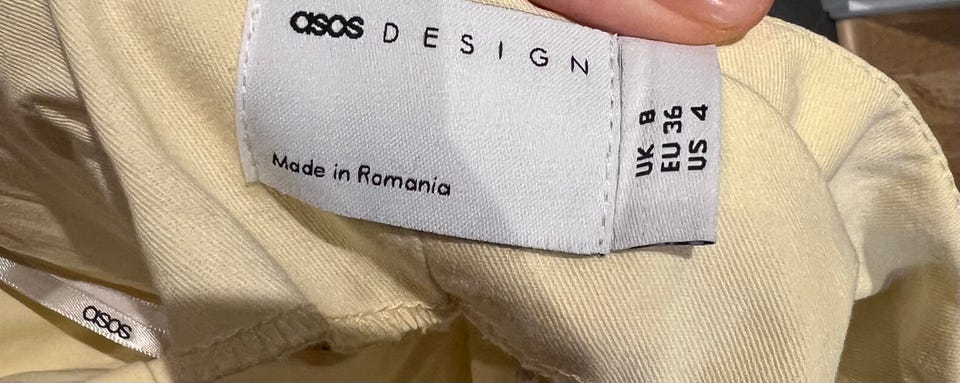 asos DESIGN
Made in Romania
UK 8
EU 36
US 4
asos